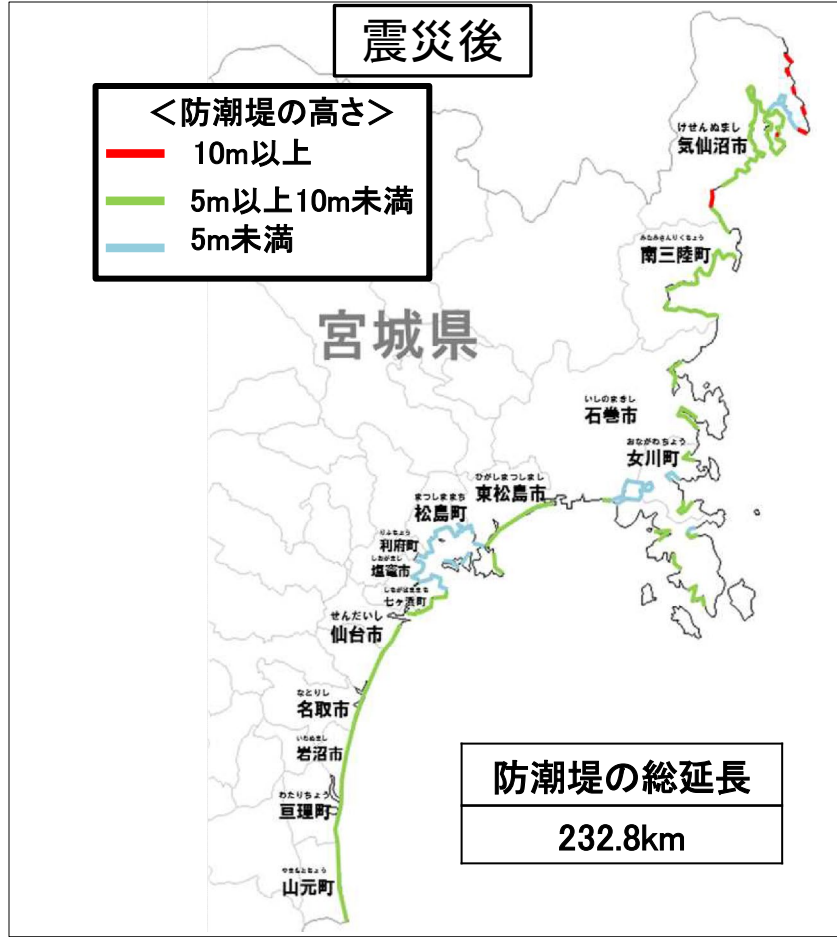 震災後
＜防潮堤の高さ＞
10m以上
5m以上10m未満
5m未満
けせんぬまし
気仙沼市
みなみさんりくちょう
南三陸町
宮城県
いしのまきし
石巻市
おながわちょう
女川町
ひがしまつしまし
東松島市
まつしままち
松島町
りふちょう
利府町
しおがまし
塩竈市
しちがはままち
七ヶ浜町
せんだいし
仙台市
なとりし
名取市
いわぬまし
岩沼市
わたりちょう
亘理町
やまもとちょう
山元町
防潮堤の総延長
232.8km